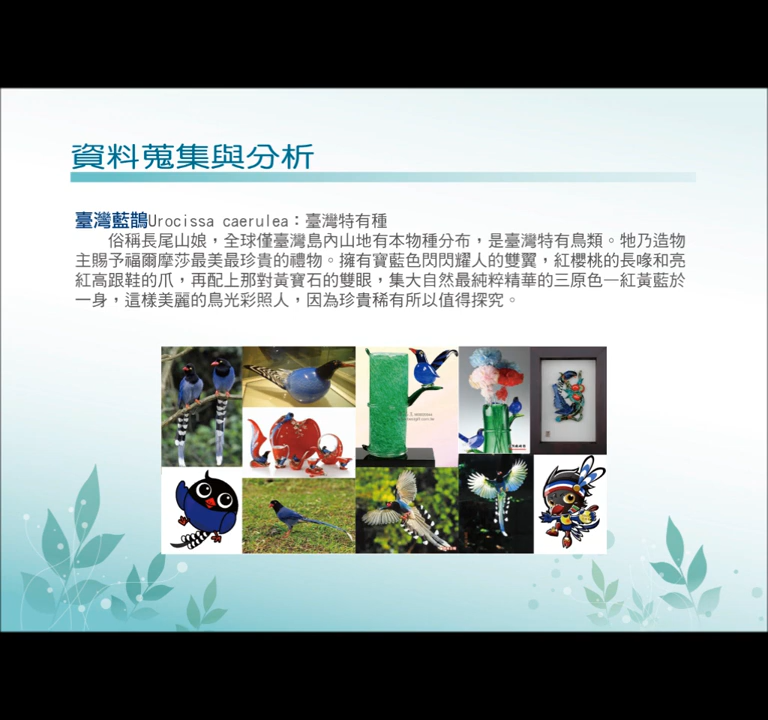 資料蒐集與分析
臺灣藍鵲Urocissa caerulea：臺灣特有種
俗稱長尾山娘，全球僅臺灣島內山地有本物種分布，是臺灣特有鳥類。牠乃造物
主賜予福爾摩莎最美最珍貴的禮物。擁有寶藍色閃閃耀人的雙翼，紅櫻桃的長喙和亮
紅高跟鞋的爪，再配上那對黃寶石的雙眼，集大自然最純粹精華的三原色—紅黃藍於
一身，這樣美麗的鳥光彩照人，因為珍貴稀有所以值得探究。